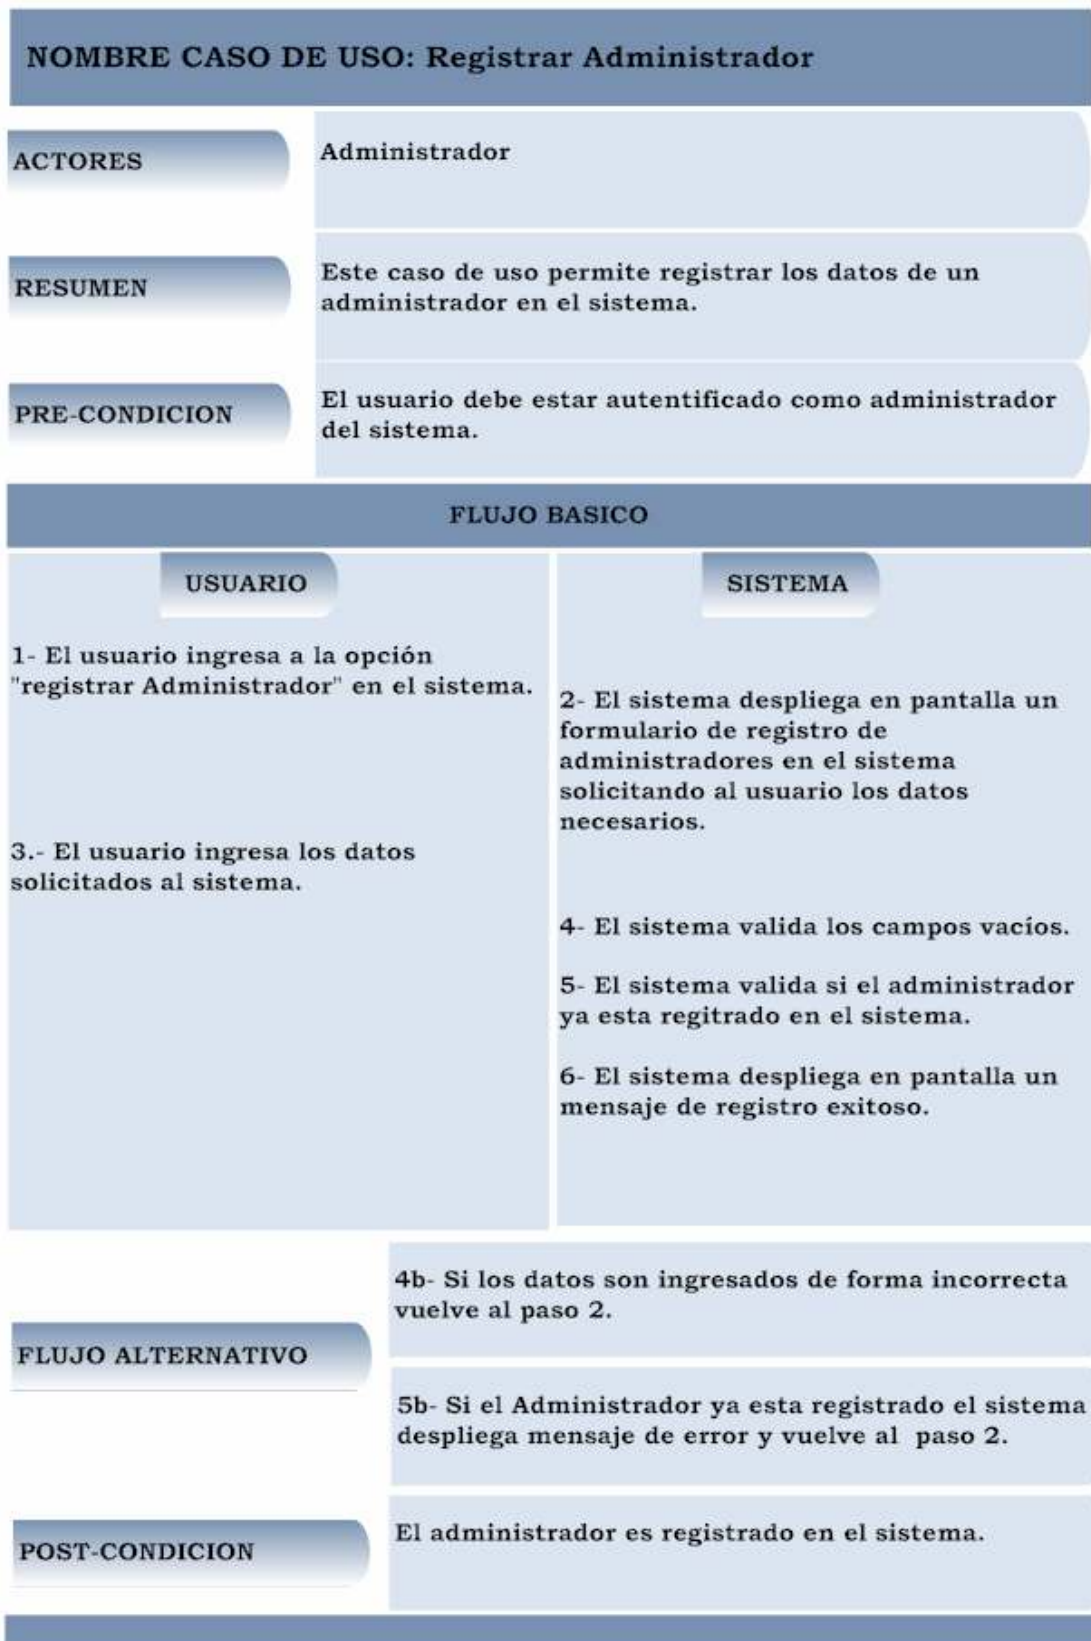 NOMBRE CASO DE USO: Registrar Administrador
ACTORES
Administrador
RESUMEN
Este caso de uso permite registrar los datos de un
administrador en el sistema.
PRE-CONDICION
El usuario debe estar autentificado como administrador
del sistema.
FLUJO BASICO
USUARIO
1- El usuario ingresa a la opción
"registrar Administrador" en el sistema.
3.- El usuario ingresa los datos
solicitados al sistema.
SISTEMA
2- El sistema despliega en pantalla un
formulario de registro de
administradores en el sistema
solicitando al usuario los datos
necesarios.
4- El sistema valida los campos vacíos.
5- El sistema valida si el administrador
ya esta regitrado en el sistema.
6- El sistema despliega en pantalla un
mensaje de registro exitoso.
FLUJO ALTERNATIVO
4b- Si los datos son ingresados de forma incorrecta
vuelve al paso 2.
5b- Si el Administrador ya esta registrado el sistema
despliega mensaje de error y vuelve al  paso 2.
POST-CONDICION
El administrador es registrado en el sistema.